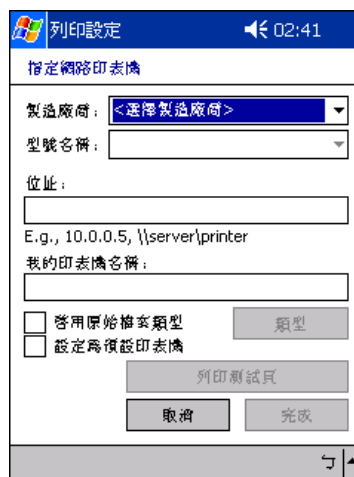 列印設定 02:41
指定網路印表機
製造廠商： <選擇製造廠商>
型號名稱：
位址：
E.g., 10.0.0.5, \\server\printer
我的印表機名稱：
啓用原始檔案類型 類型
設定為預設印表機
列印測試頁
取消 完成
ㄅ